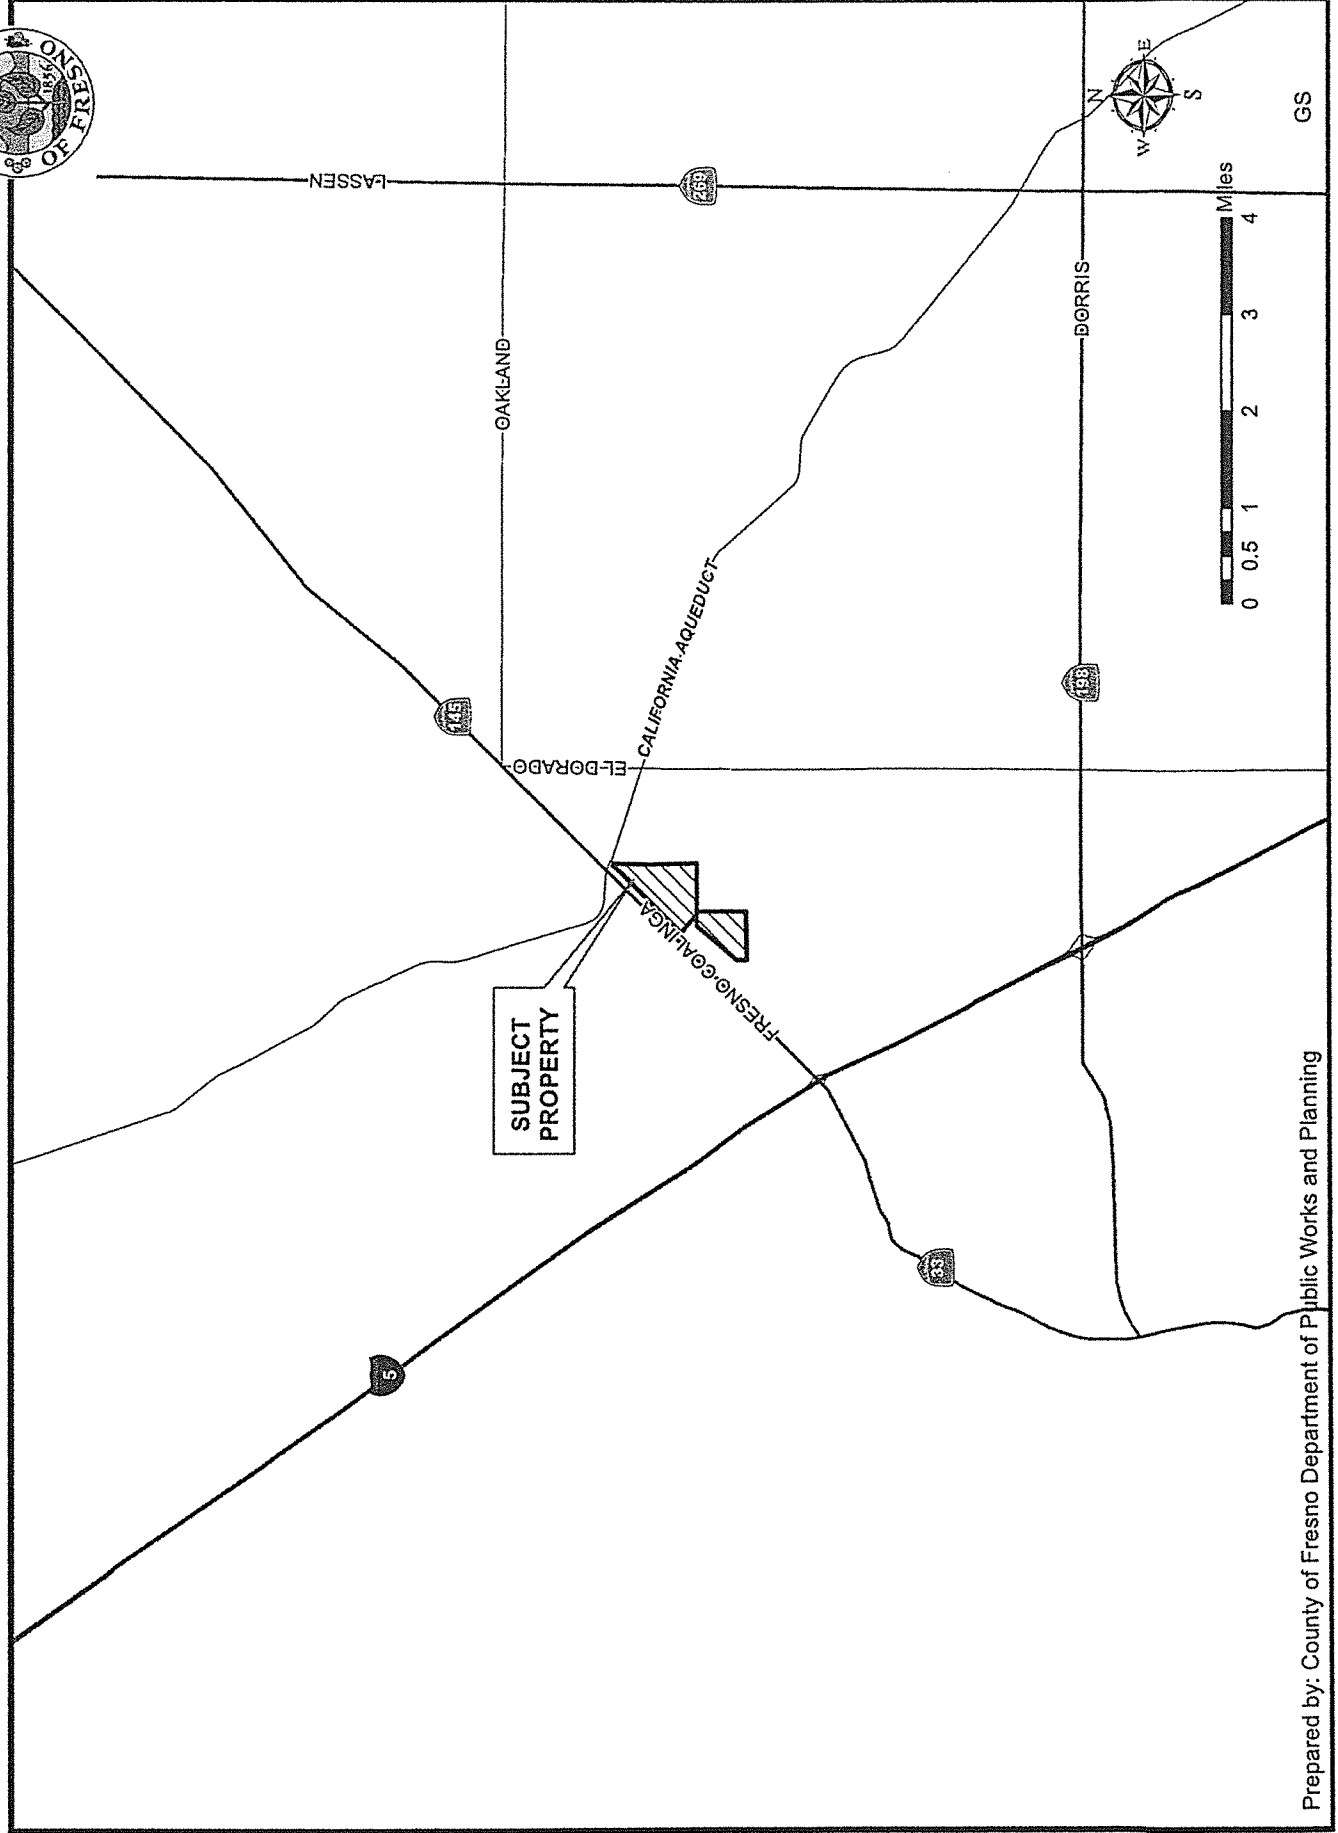 OF FRESNO
1856
LASSEN
269
OAKLAND
145
EL DORADO
CALIFORNIA AQUEDUCT
SUBJECT
PROPERTY
FRESNO-COALINGA
5
33
198
DORRIS
N
W
E
S
0 0.5 1 2 3 4
Miles
GS
Prepared by: County of Fresno Department of Public Works and Planning